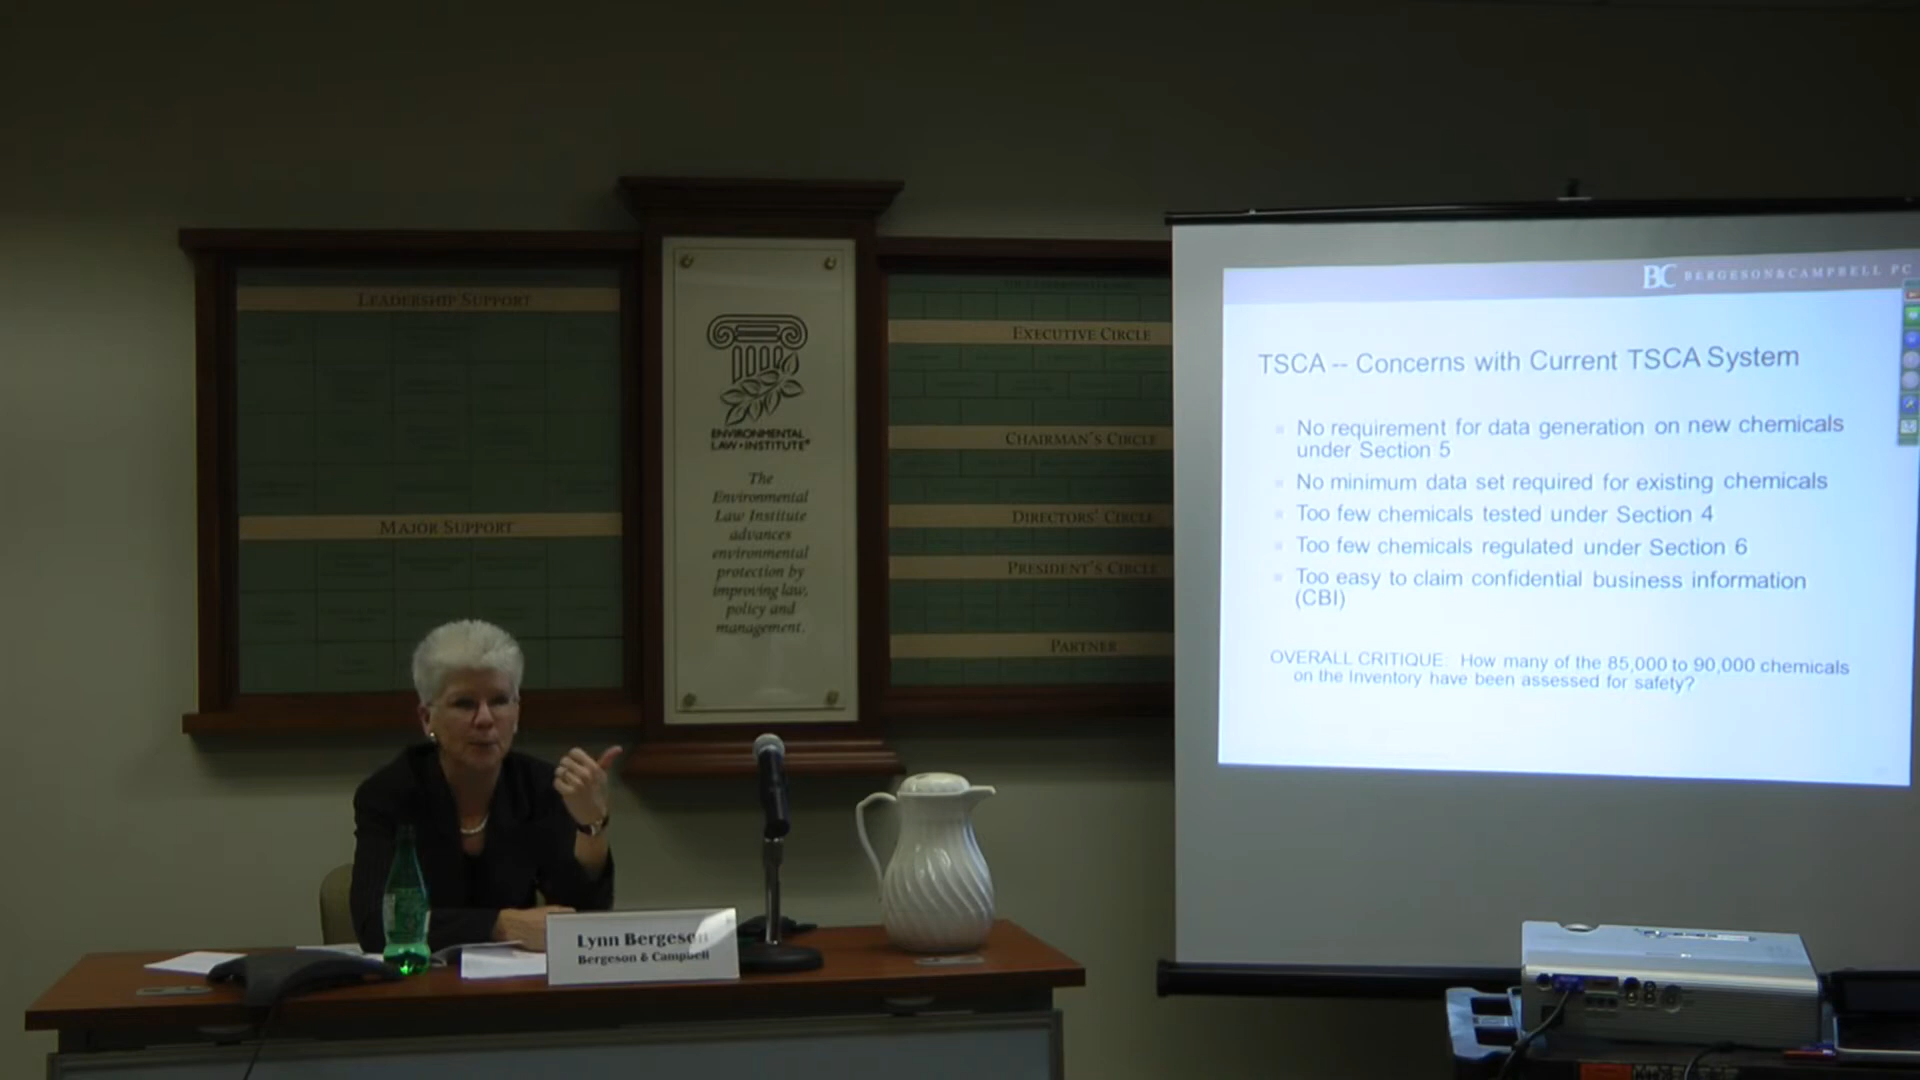 LEADERSHIP SUPPORT
MAJOR SUPPORT
ENVIRONMENTAL
LAW • INSTITUTE®
The
Environmental
Law Institute
advances
environmental
protection by
improving law,
policy and
management.
EXECUTIVE CIRCLE
CHAIRMAN'S CIRCLE
DIRECTORS' CIRCLE
PRESIDENT'S CIRCLE
PARTNER
BC BERGESON & CAMPBELL PC
TSCA -- Concerns with Current TSCA System
No requirement for data generation on new chemicals
under Section 5
No minimum data set required for existing chemicals
Too few chemicals tested under Section 4
Too few chemicals regulated under Section 6
Too easy to claim confidential business information
(CBI)
OVERALL CRITIQUE: How many of the 85,000 to 90,000 chemicals
on the Inventory have been assessed for safety?
Lynn Bergeson
Bergeson & Campbell